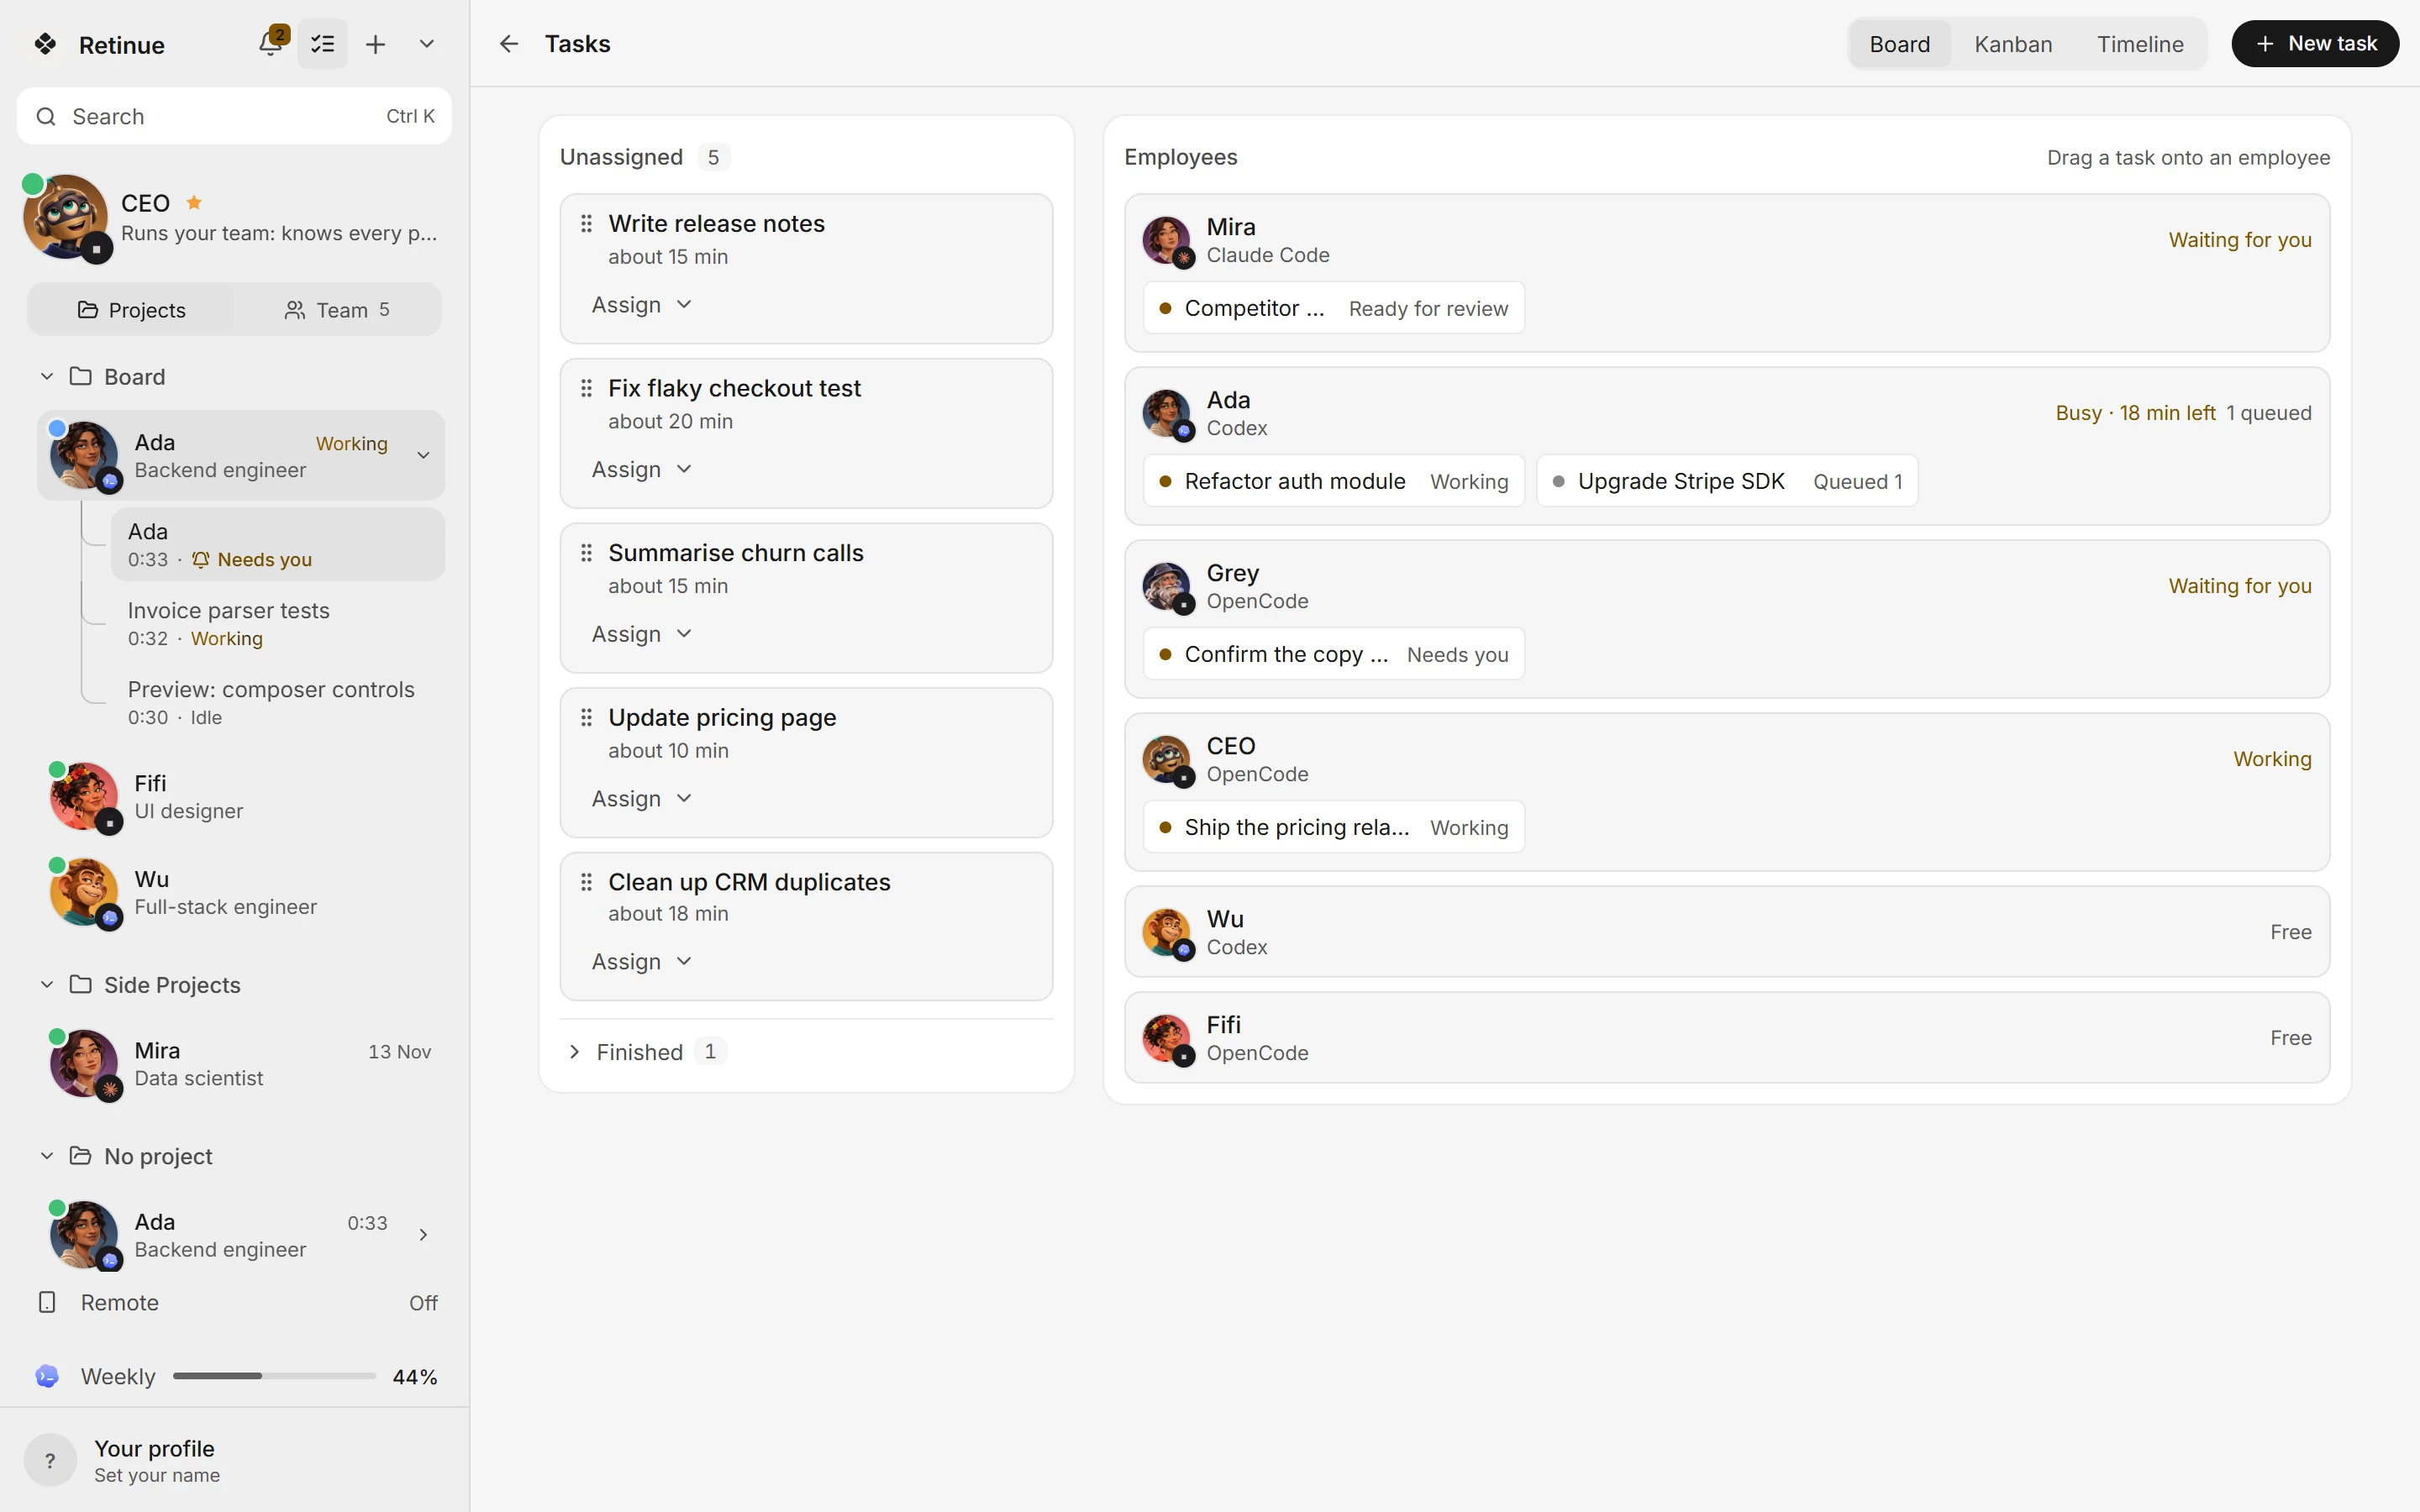 Retinue
2
Search
Ctrl K
CEO
Runs your team: knows every p...
Projects
Team 5
Board
Ada
Working
Backend engineer
Ada
0:33 · Needs you
Invoice parser tests
0:32 · Working
Preview: composer controls
0:30 · Idle
Fifi
UI designer
Wu
Full-stack engineer
Side Projects
Mira
13 Nov
Data scientist
No project
Ada
0:33
Backend engineer
Remote
Off
Weekly
44%
?
Your profile
Set your name
Tasks
Board
Kanban
Timeline
New task
Unassigned 5
Write release notes
about 15 min
Assign
Fix flaky checkout test
about 20 min
Assign
Summarise churn calls
about 15 min
Assign
Update pricing page
about 10 min
Assign
Clean up CRM duplicates
about 18 min
Assign
Finished 1
Employees
Drag a task onto an employee
Mira
Claude Code
Waiting for you
Competitor ... Ready for review
Ada
Codex
Busy · 18 min left 1 queued
Refactor auth module Working
Upgrade Stripe SDK Queued 1
Grey
OpenCode
Waiting for you
Confirm the copy ... Needs you
CEO
OpenCode
Working
Ship the pricing rela... Working
Wu
Codex
Free
Fifi
OpenCode
Free